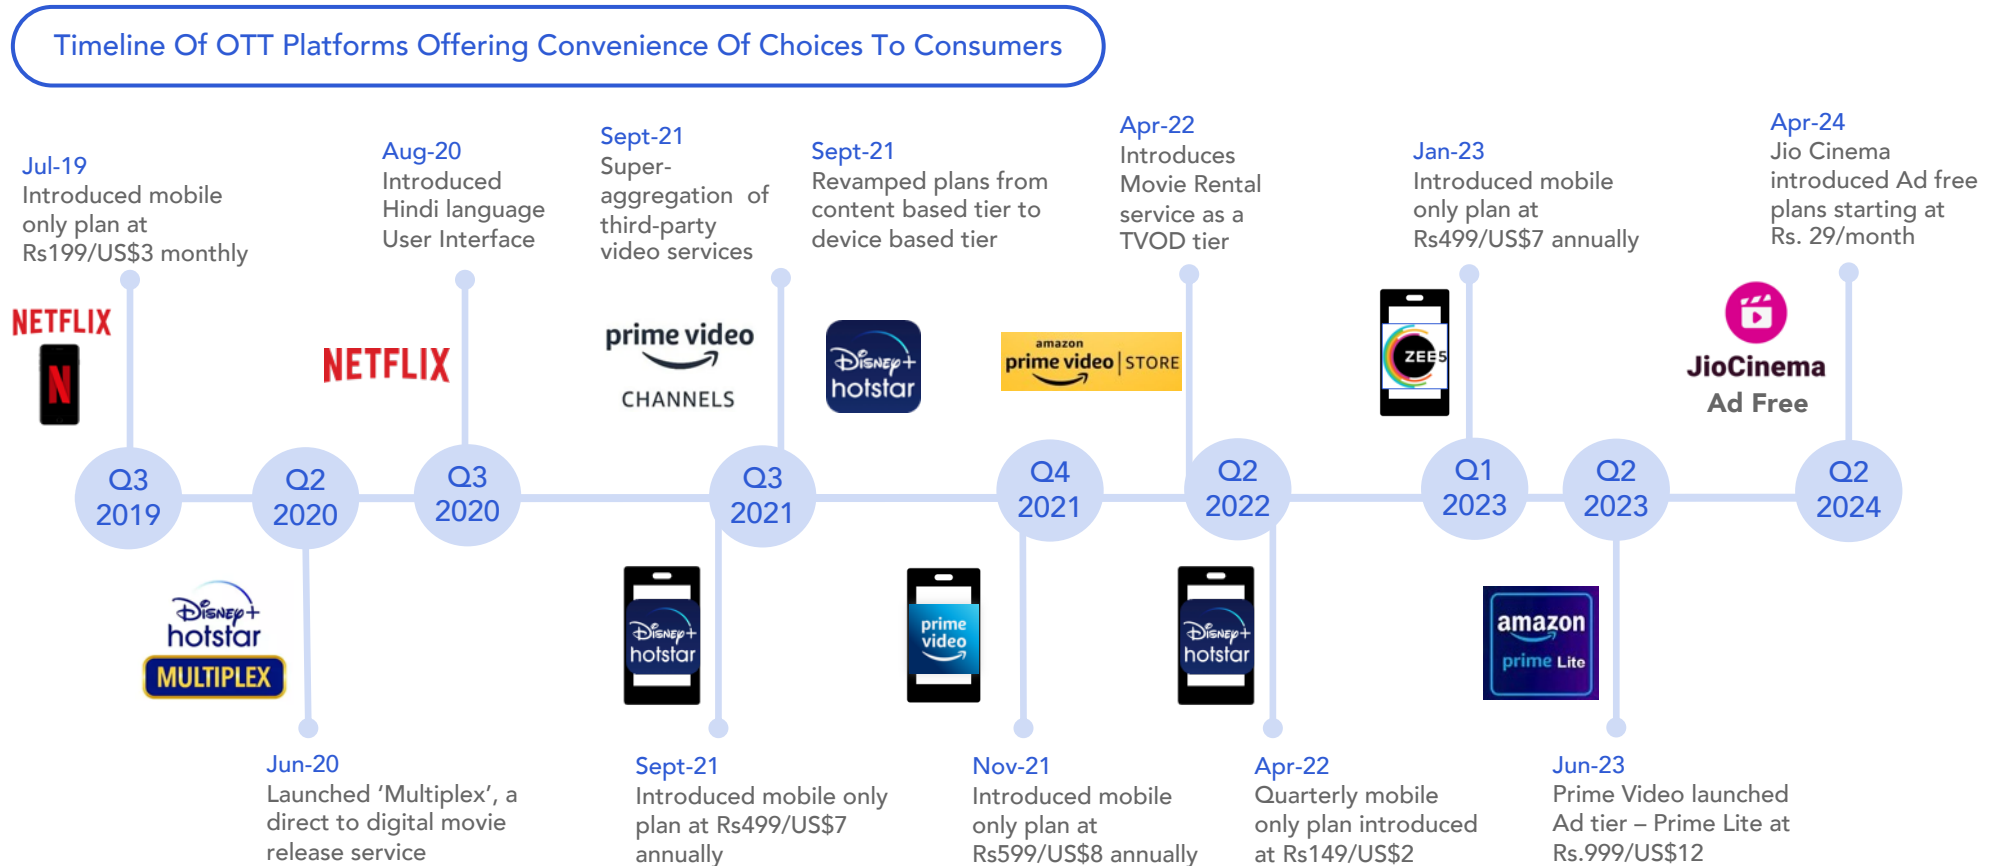 Timeline Of OTT Platforms Offering Convenience Of Choices To Consumers
Jul-19
Introduced mobile
only plan at
Rs199/US$3 monthly
Aug-20
Introduced
Hindi language
User Interface
Sept-21
Super-
aggregation of
third-party
video services
Sept-21
Revamped plans from
content based tier to
device based tier
Apr-22
Introduces
Movie Rental
service as a
TVOD tier
Jan-23
Introduced mobile
only plan at
Rs499/US$7 annually
Apr-24
Jio Cinema
introduced Ad free
plans starting at
Rs. 29/month
NETFLIX
N
NETFLIX
prime video
CHANNELS
Disney+
hotstar
amazon
prime video | STORE
ZEE5
JioCinema
Ad Free
Q3
2019
Q2
2020
Q3
2020
Q3
2021
Q4
2021
Q2
2022
Q1
2023
Q2
2023
Q2
2024
Disney+
hotstar
MULTIPLEX
Disney+
hotstar
prime
video
Disney+
hotstar
amazon
prime Lite
Jun-20
Launched ‘Multiplex’, a
direct to digital movie
release service
Sept-21
Introduced mobile only
plan at Rs499/US$7
annually
Nov-21
Introduced mobile
only plan at
Rs599/US$8 annually
Apr-22
Quarterly mobile
only plan introduced
at Rs149/US$2
Jun-23
Prime Video launched
Ad tier – Prime Lite at
Rs.999/US$12